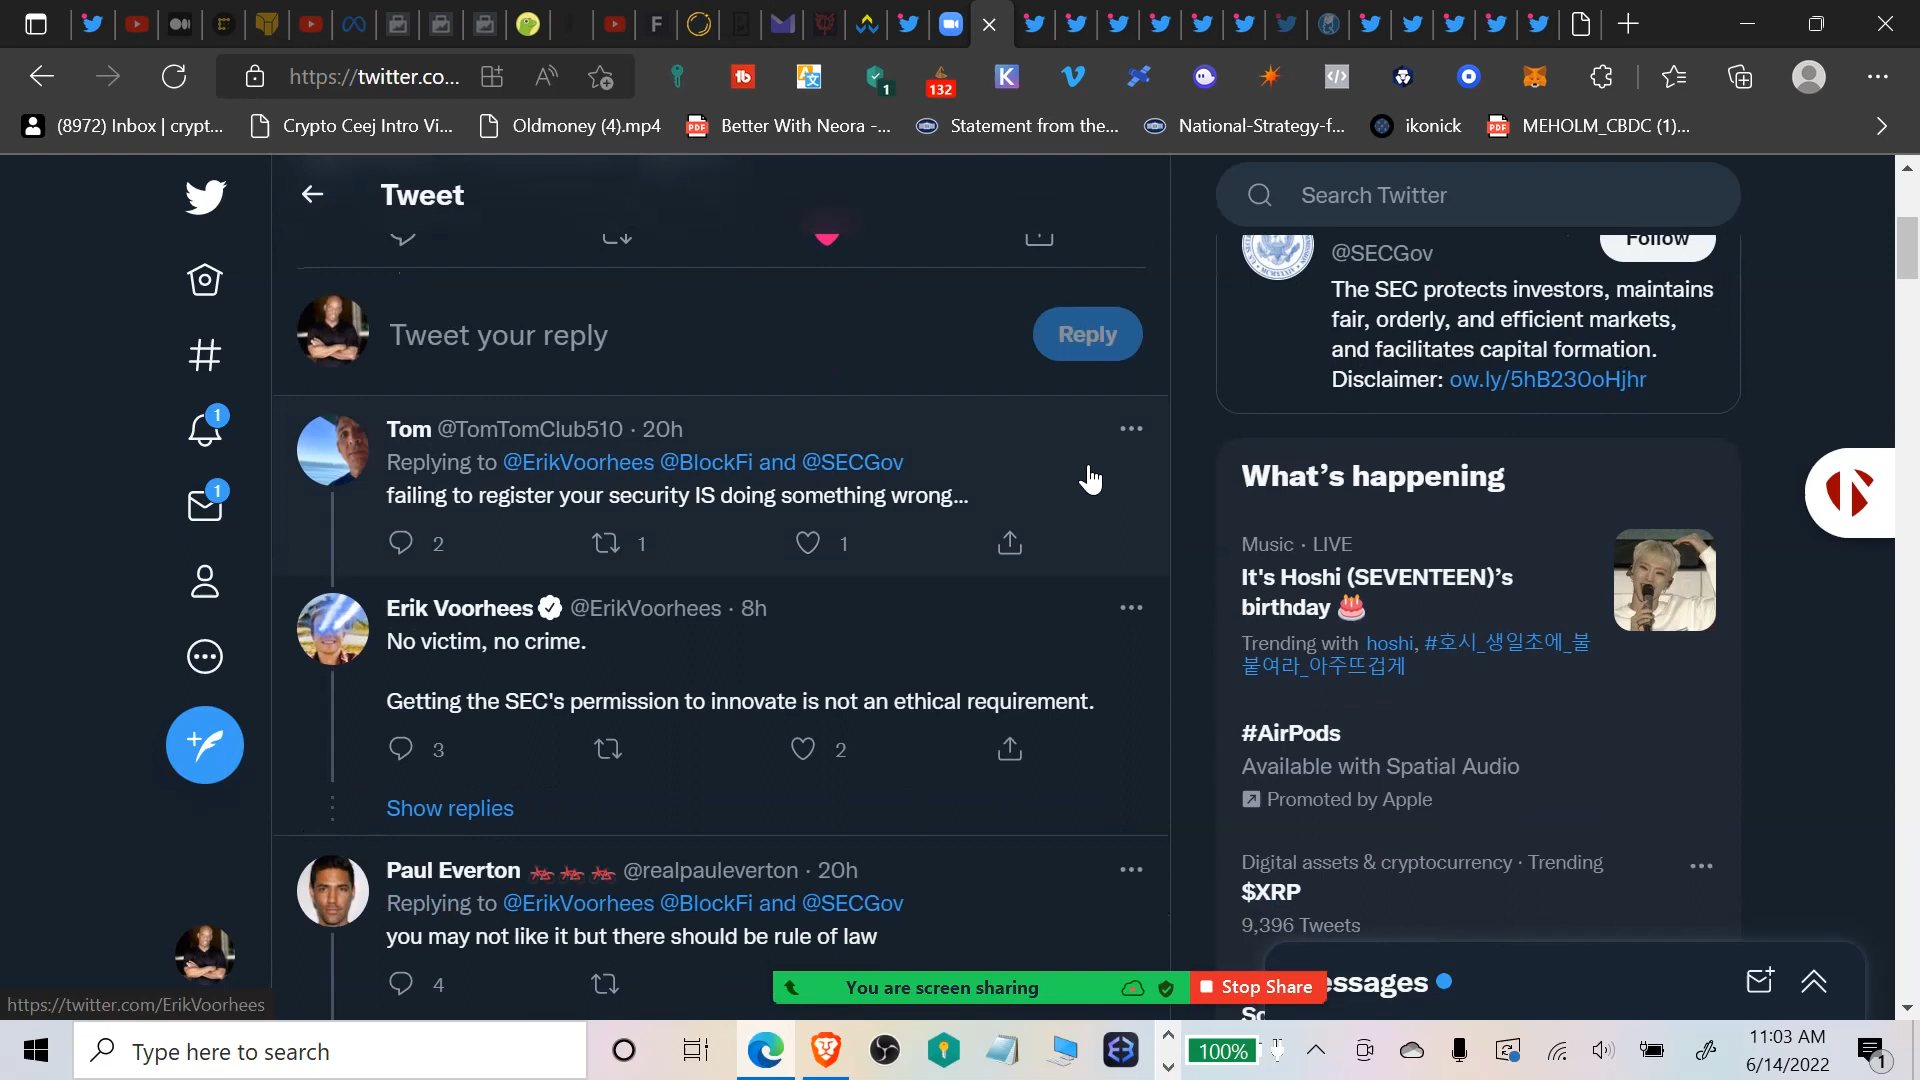 1
132
https://twitter.co...
(8972) Inbox | crypt...
Crypto Ceej Intro Vi...
Oldmoney (4).mp4
Better With Neora -...
Statement from the...
National-Strategy-f...
ikonick
MEHOLM_CBDC (1)...
Tweet
Search Twitter
Tweet your reply
Reply
Tom @TomTomClub510 · 20h
Replying to @ErikVoorhees @BlockFi and @SECGov
failing to register your security IS doing something wrong...
2
1
1
Erik Voorhees @ErikVoorhees · 8h
No victim, no crime.
Getting the SEC's permission to innovate is not an ethical requirement.
3
2
Show replies
Paul Everton @realpauleverton · 20h
Replying to @ErikVoorhees @BlockFi and @SECGov
you may not like it but there should be rule of law
4
1
1
@SECGov
Follow
The SEC protects investors, maintains
fair, orderly, and efficient markets,
and facilitates capital formation.
Disclaimer: ow.ly/5hB230oHjhr
What's happening
Music · LIVE
It's Hoshi (SEVENTEEN)'s
birthday
Trending with hoshi, #호시_생일초에_불
붙여라_아주뜨겁게
#AirPods
Available with Spatial Audio
Promoted by Apple
Digital assets & cryptocurrency · Trending
$XRP
9,396 Tweets
essages
You are screen sharing
Stop Share
https://twitter.com/ErikVoorhees
Type here to search
100%
11:03 AM
6/14/2022
1